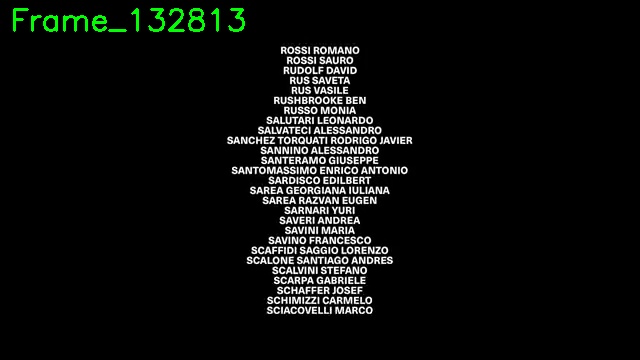 Frame_132813
ROSSI ROMANO
ROSSI SAURO
RUDOLF DAVID
RUS SAVETA
RUS VASILE
RUSHBROOKE BEN
RUSSO MONIA
SALUTARI LEONARDO
SALVATECI ALESSANDRO
SANCHEZ TORQUATI RODRIGO JAVIER
SANNINO ALESSANDRO
SANTERAMO GIUSEPPE
SANTOMASSIMO ENRICO ANTONIO
SARDISCO EDILBERT
SAREA GEORGIANA IULIANA
SAREA RAZVAN EUGEN
SARNARI YURI
SAVERI ANDREA
SAVINI MARIA
SAVINO FRANCESCO
SCAFFIDI SAGGIO LORENZO
SCALONE SANTIAGO ANDRES
SCALVINI STEFANO
SCARPA GABRIELE
SCHAFFER JOSEF
SCHIMIZZI CARMELO
SCIACOVELLI MARCO